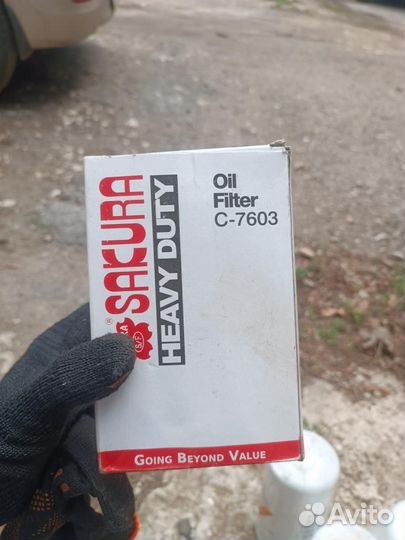 SAKURA
®
HEAVY DUTY
Oil
Filter
C-7603
S/F
GOING BEYOND VALUE
Avito